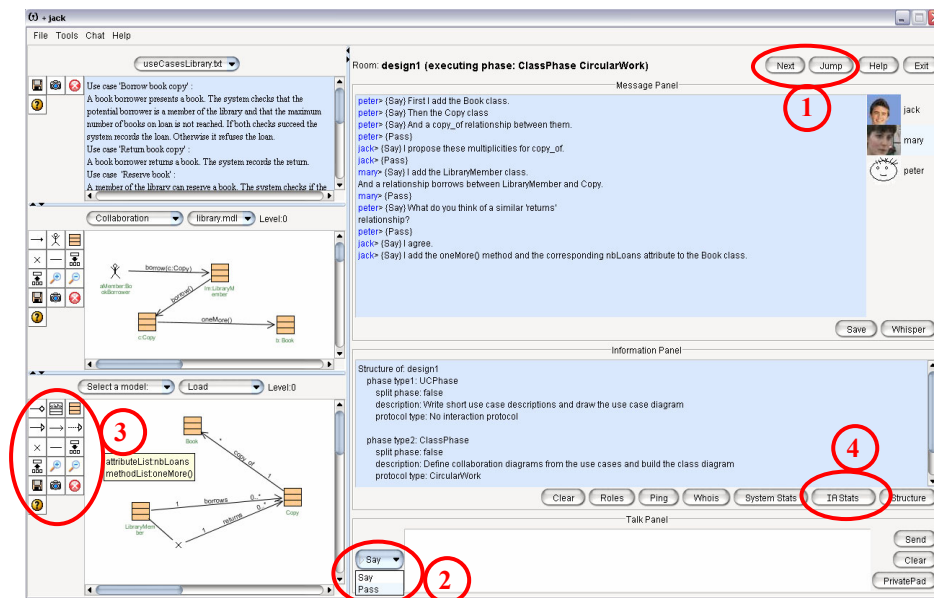 (!) + jack
File Tools Chat Help
useCasesLibrary.txt
Use case 'Borrow book copy' :
A book borrower presents a book. The system checks that the
potential borrower is a member of the library and that the maximum
number of books on loan is not reached. If both checks succeed the
system records the loan. Otherwise it refuses the loan.
Use case 'Return book copy' :
A book borrower returns a book. The system records the return.
Use case 'Reserve book' :
A member of the library can reserve a book. The system checks if the
Collaboration
library.mdl
Level:0
borrow(c:Copy)
aMember:Bo
okBorrower
lm:LibraryM
ember
borrow()
oneMore()
c:Copy
b: Book
Select a model:
Load
Level:0
3
Book
attributeList:nbLoans
methodList:oneMore()
*
copy_of
1
1
borrows
0..*
LibraryMem
ber
1
returns
0..*
Copy
Room: design1 (executing phase: ClassPhase CircularWork)
Next
Jump
Help
Exit
1
Message Panel
peter> {Say} First I add the Book class.
peter> {Say} Then the Copy class
peter> {Say} And a copy_of relationship between them.
peter> {Pass}
jack> {Say} I propose these multiplicities for copy_of.
jack> {Pass}
mary> {Say} I add the LibraryMember class.
And a relationship borrows between LibraryMember and Copy.
mary> {Pass}
peter> {Say} What do you think of a similar 'returns'
relationship?
peter> {Pass}
jack> {Say} I agree.
jack> {Say} I add the oneMore() method and the corresponding nbLoans attribute to the Book class.
jack
mary
peter
Save
Whisper
Information Panel
Structure of: design1
phase type1: UCPhase
split phase: false
description: Write short use case descriptions and draw the use case diagram
protocol type: No interaction protocol
phase type2: ClassPhase
split phase: false
description: Define collaboration diagrams from the use cases and build the class diagram
protocol type: CircularWork
4
Clear
Roles
Ping
Whois
System Stats
IA Stats
Structure
Talk Panel
Say
Say
Pass
2
Send
Clear
PrivatePad